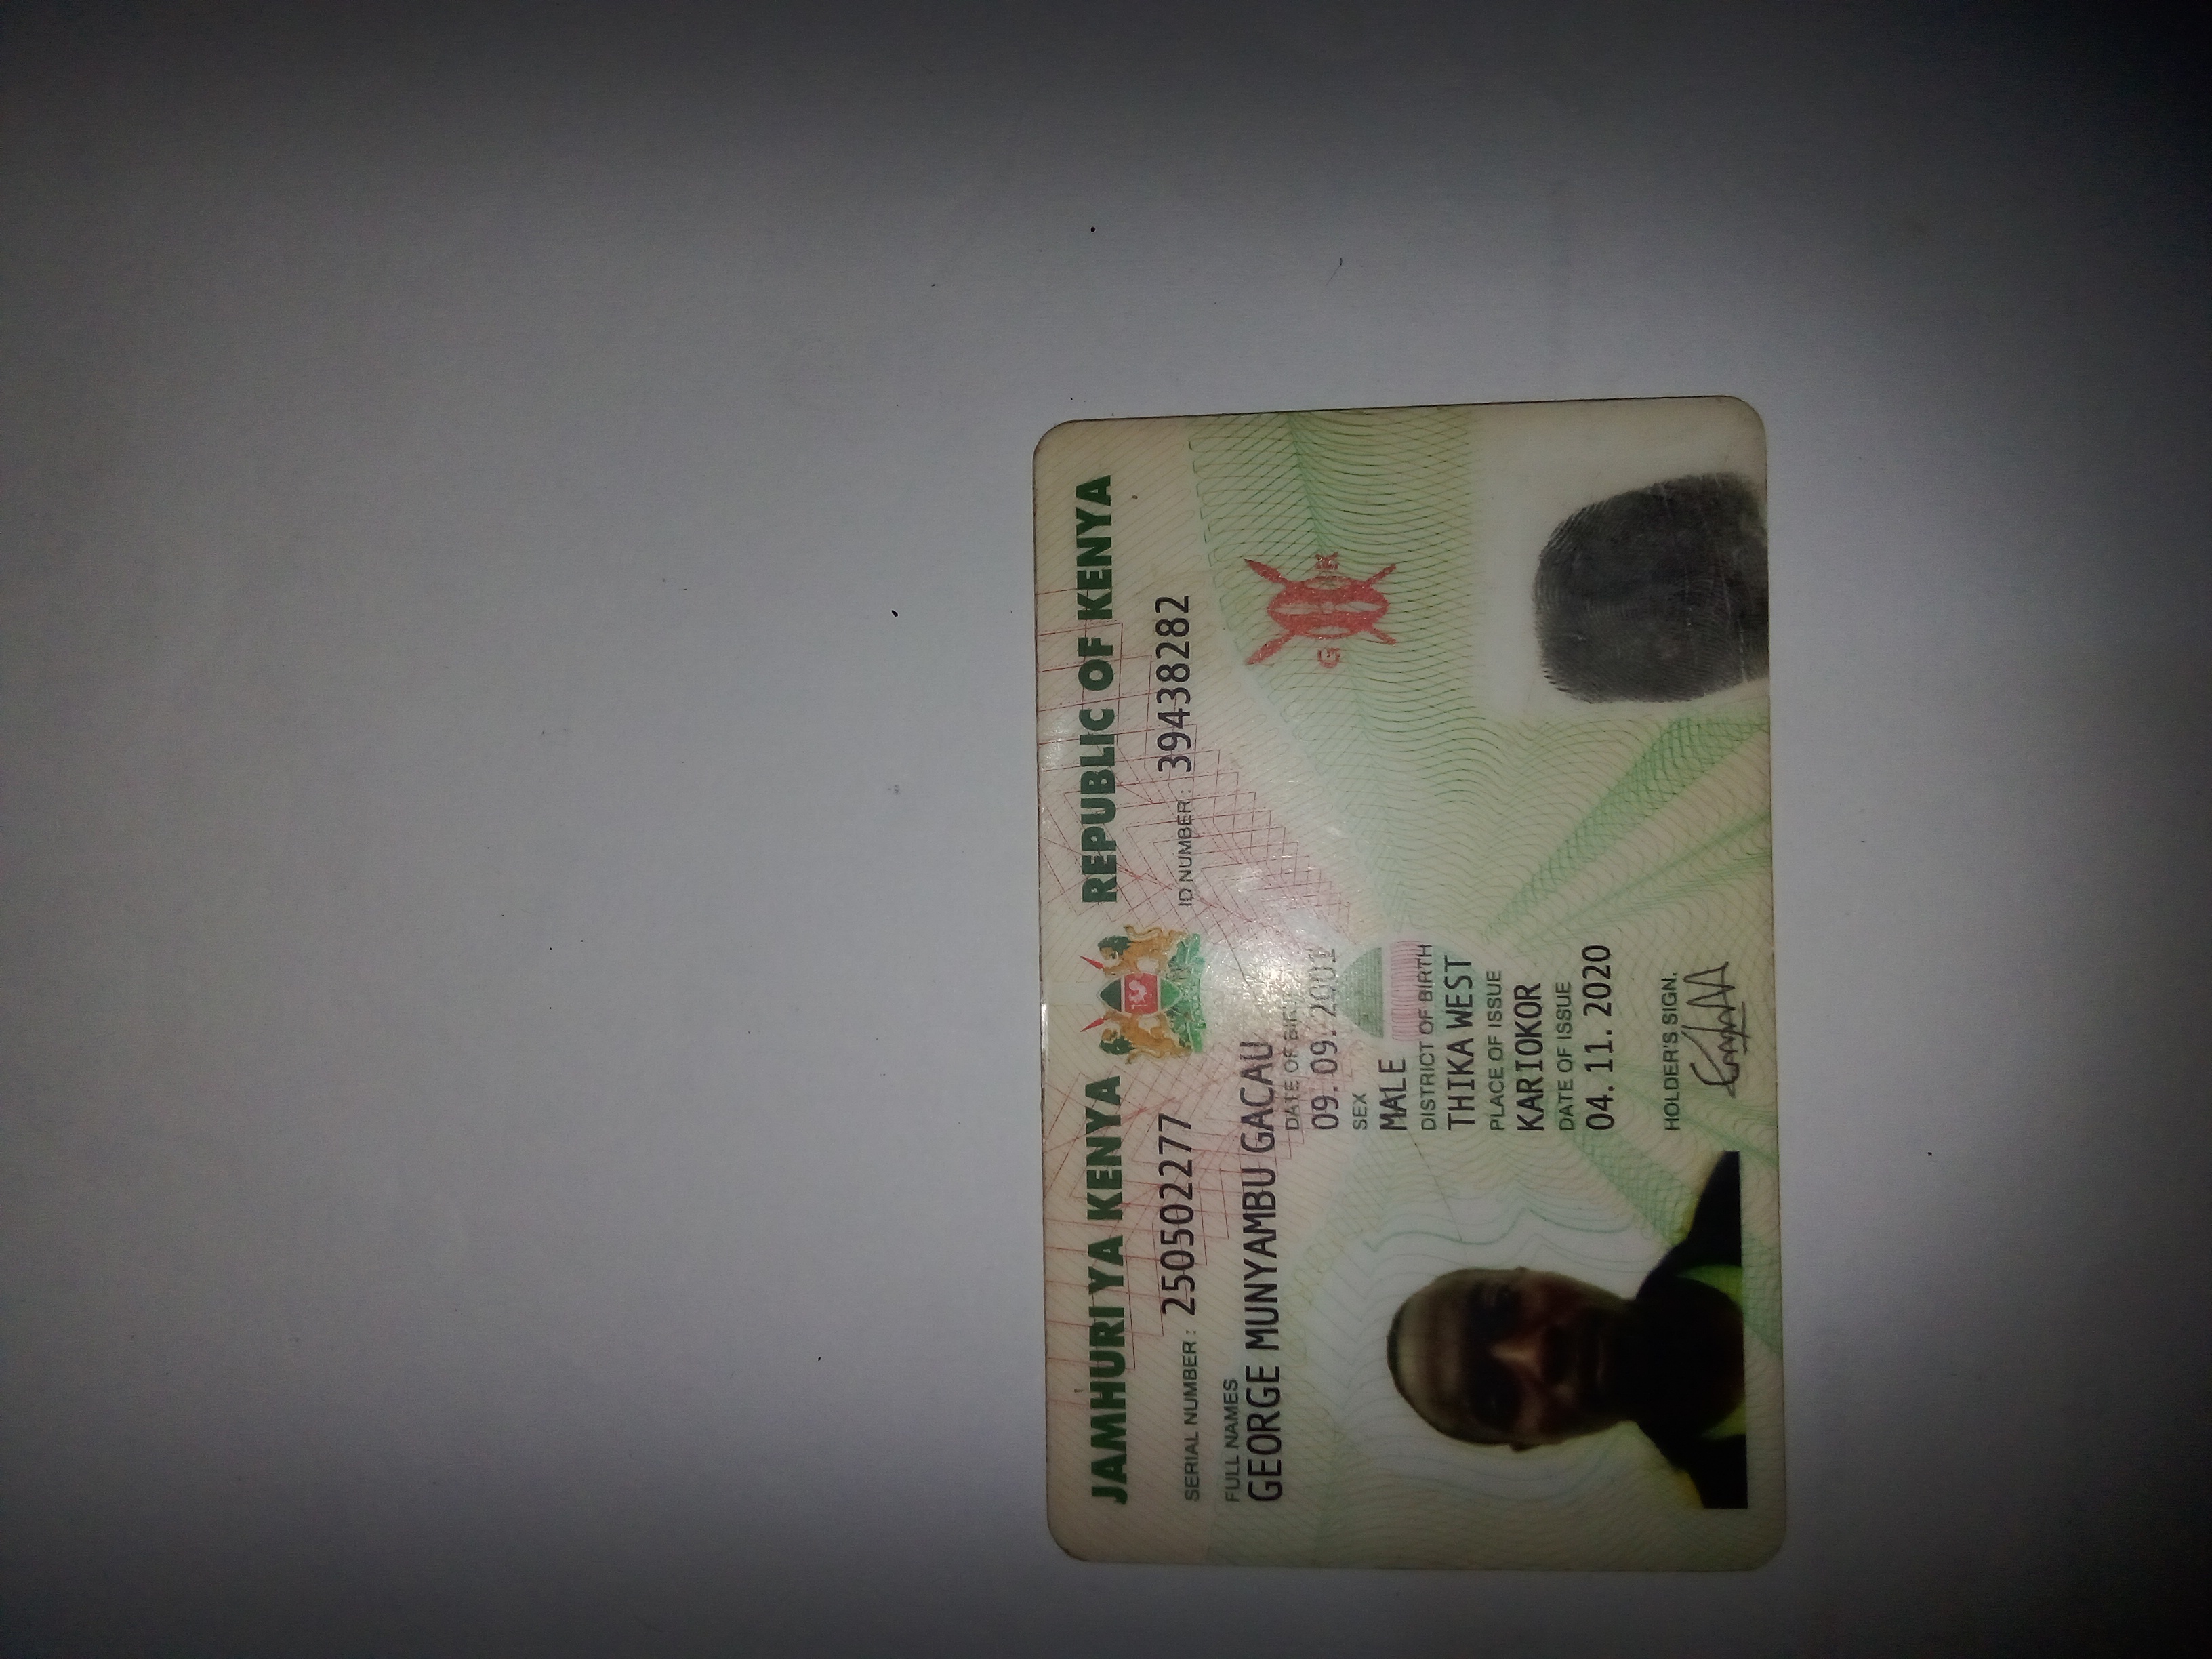 JAMHURI YA KENYA REPUBLIC OF KENYA
SERIAL NUMBER: 250502277 ID NUMBER: 39438282
FULL NAMES
GEORGE MUNYAMBU GACAU
DATE OF BIRTH
09.09.2001
SEX
MALE
DISTRICT OF BIRTH
THIKA WEST
PLACE OF ISSUE
KARIOKOR
DATE OF ISSUE
04.11.2020
HOLDER'S SIGN.
G K